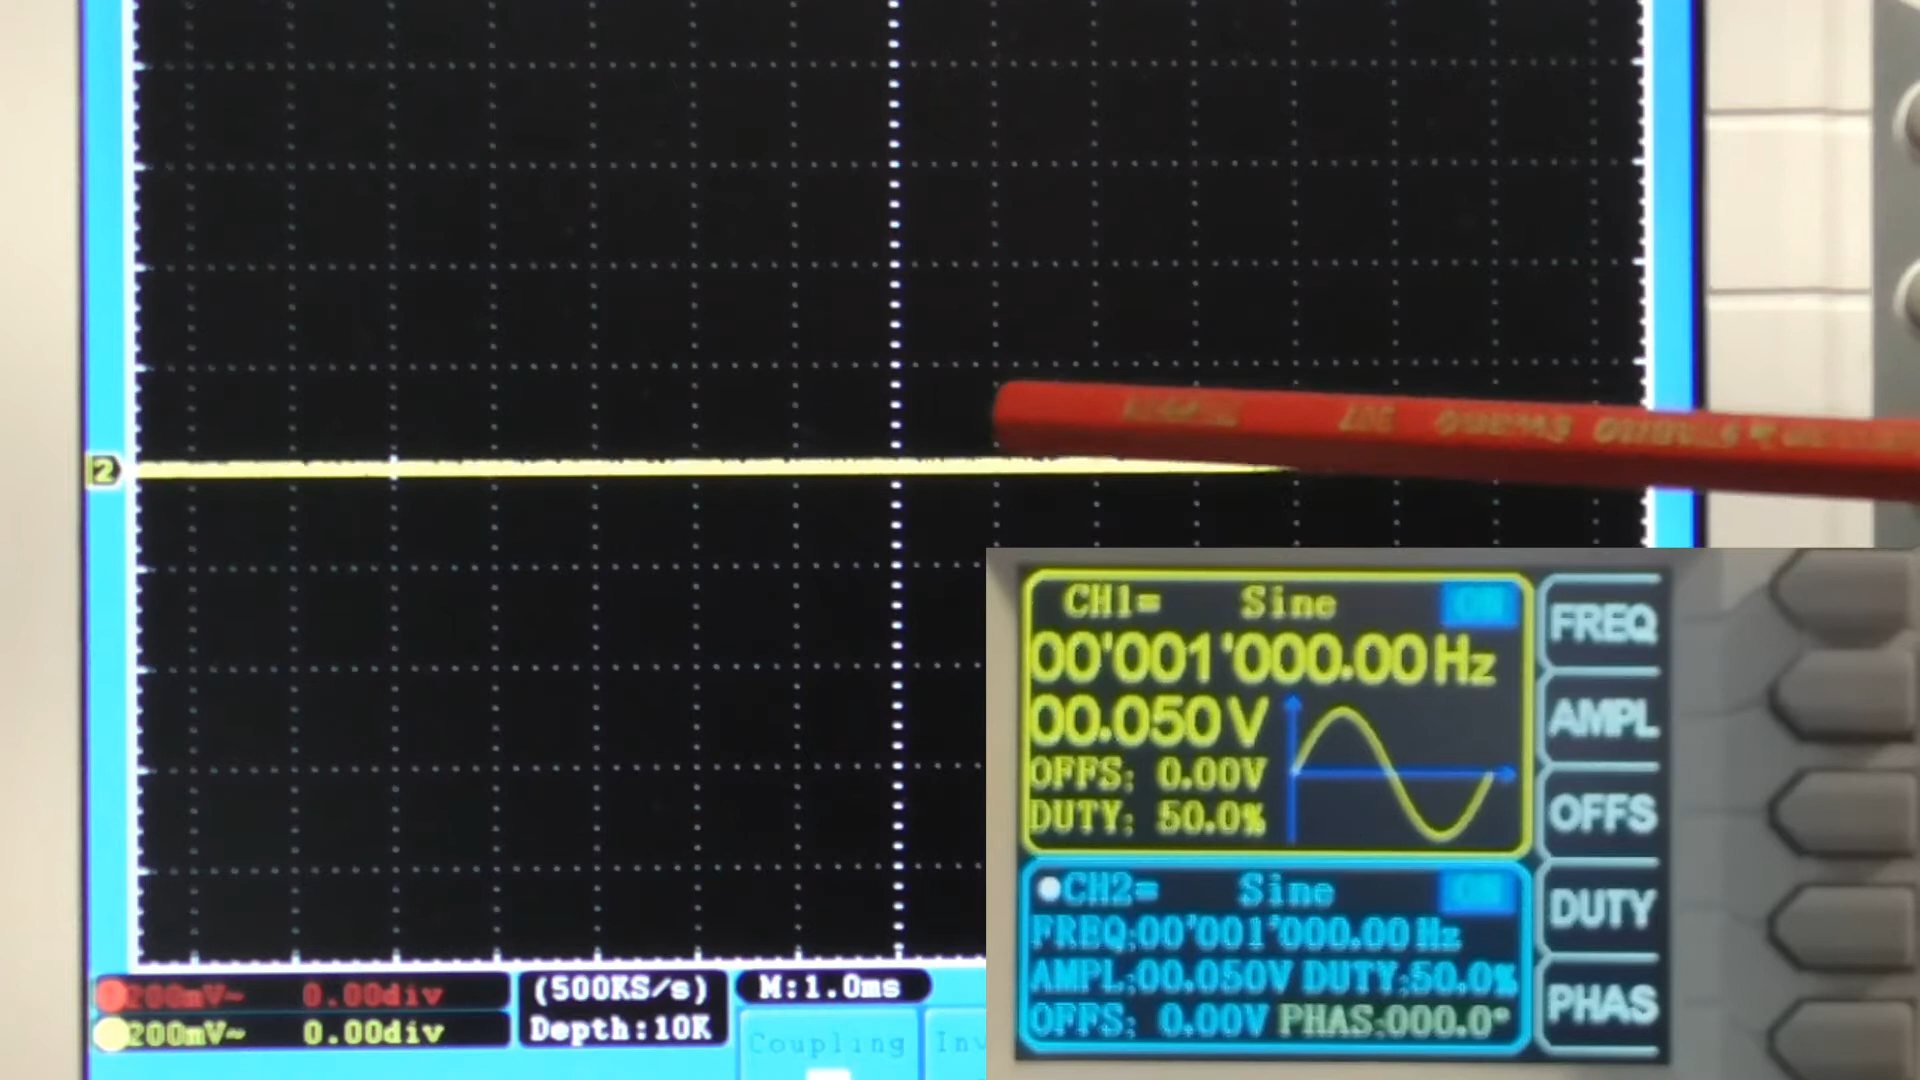 2
200mV~ 0.00div
200mV~ 0.00div
(500KS/s)
Depth:10K
M:1.0ms
Coupling
CH1= Sine ON
00'001'000.00Hz
00.050V
OFFS: 0.00V
DUTY: 50.0%
CH2= Sine ON
FREQ:00'001'000.00Hz
AMPL:00.050V DUTY:50.0%
OFFS: 0.00V PHAS:000.0°
FREQ
AMPL
OFFS
DUTY
PHAS